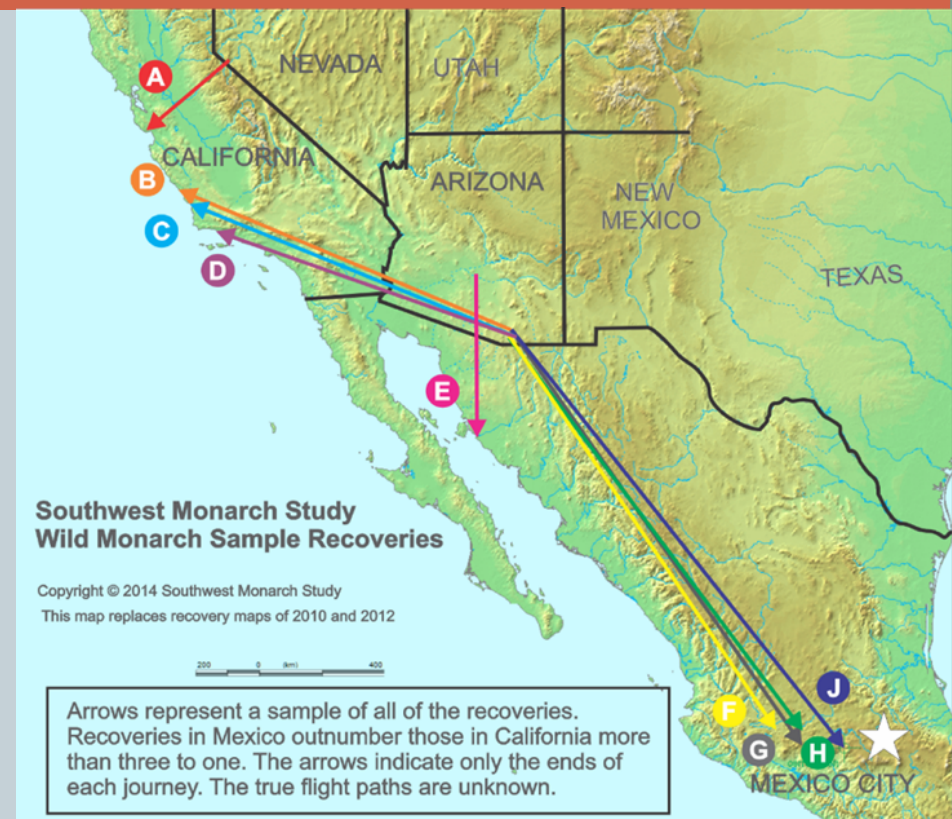 NEVADA
UTAH
A
CALIFORNIA
ARIZONA
B
NEW
MEXICO
C
D
TEXAS
E
Southwest Monarch Study
Wild Monarch Sample Recoveries
Copyright © 2014 Southwest Monarch Study
This map replaces recovery maps of 2010 and 2012
200 0 (km) 400
J
F
G
H
MEXICO CITY
Arrows represent a sample of all of the recoveries.
Recoveries in Mexico outnumber those in California more
than three to one. The arrows indicate only the ends of
each journey. The true flight paths are unknown.